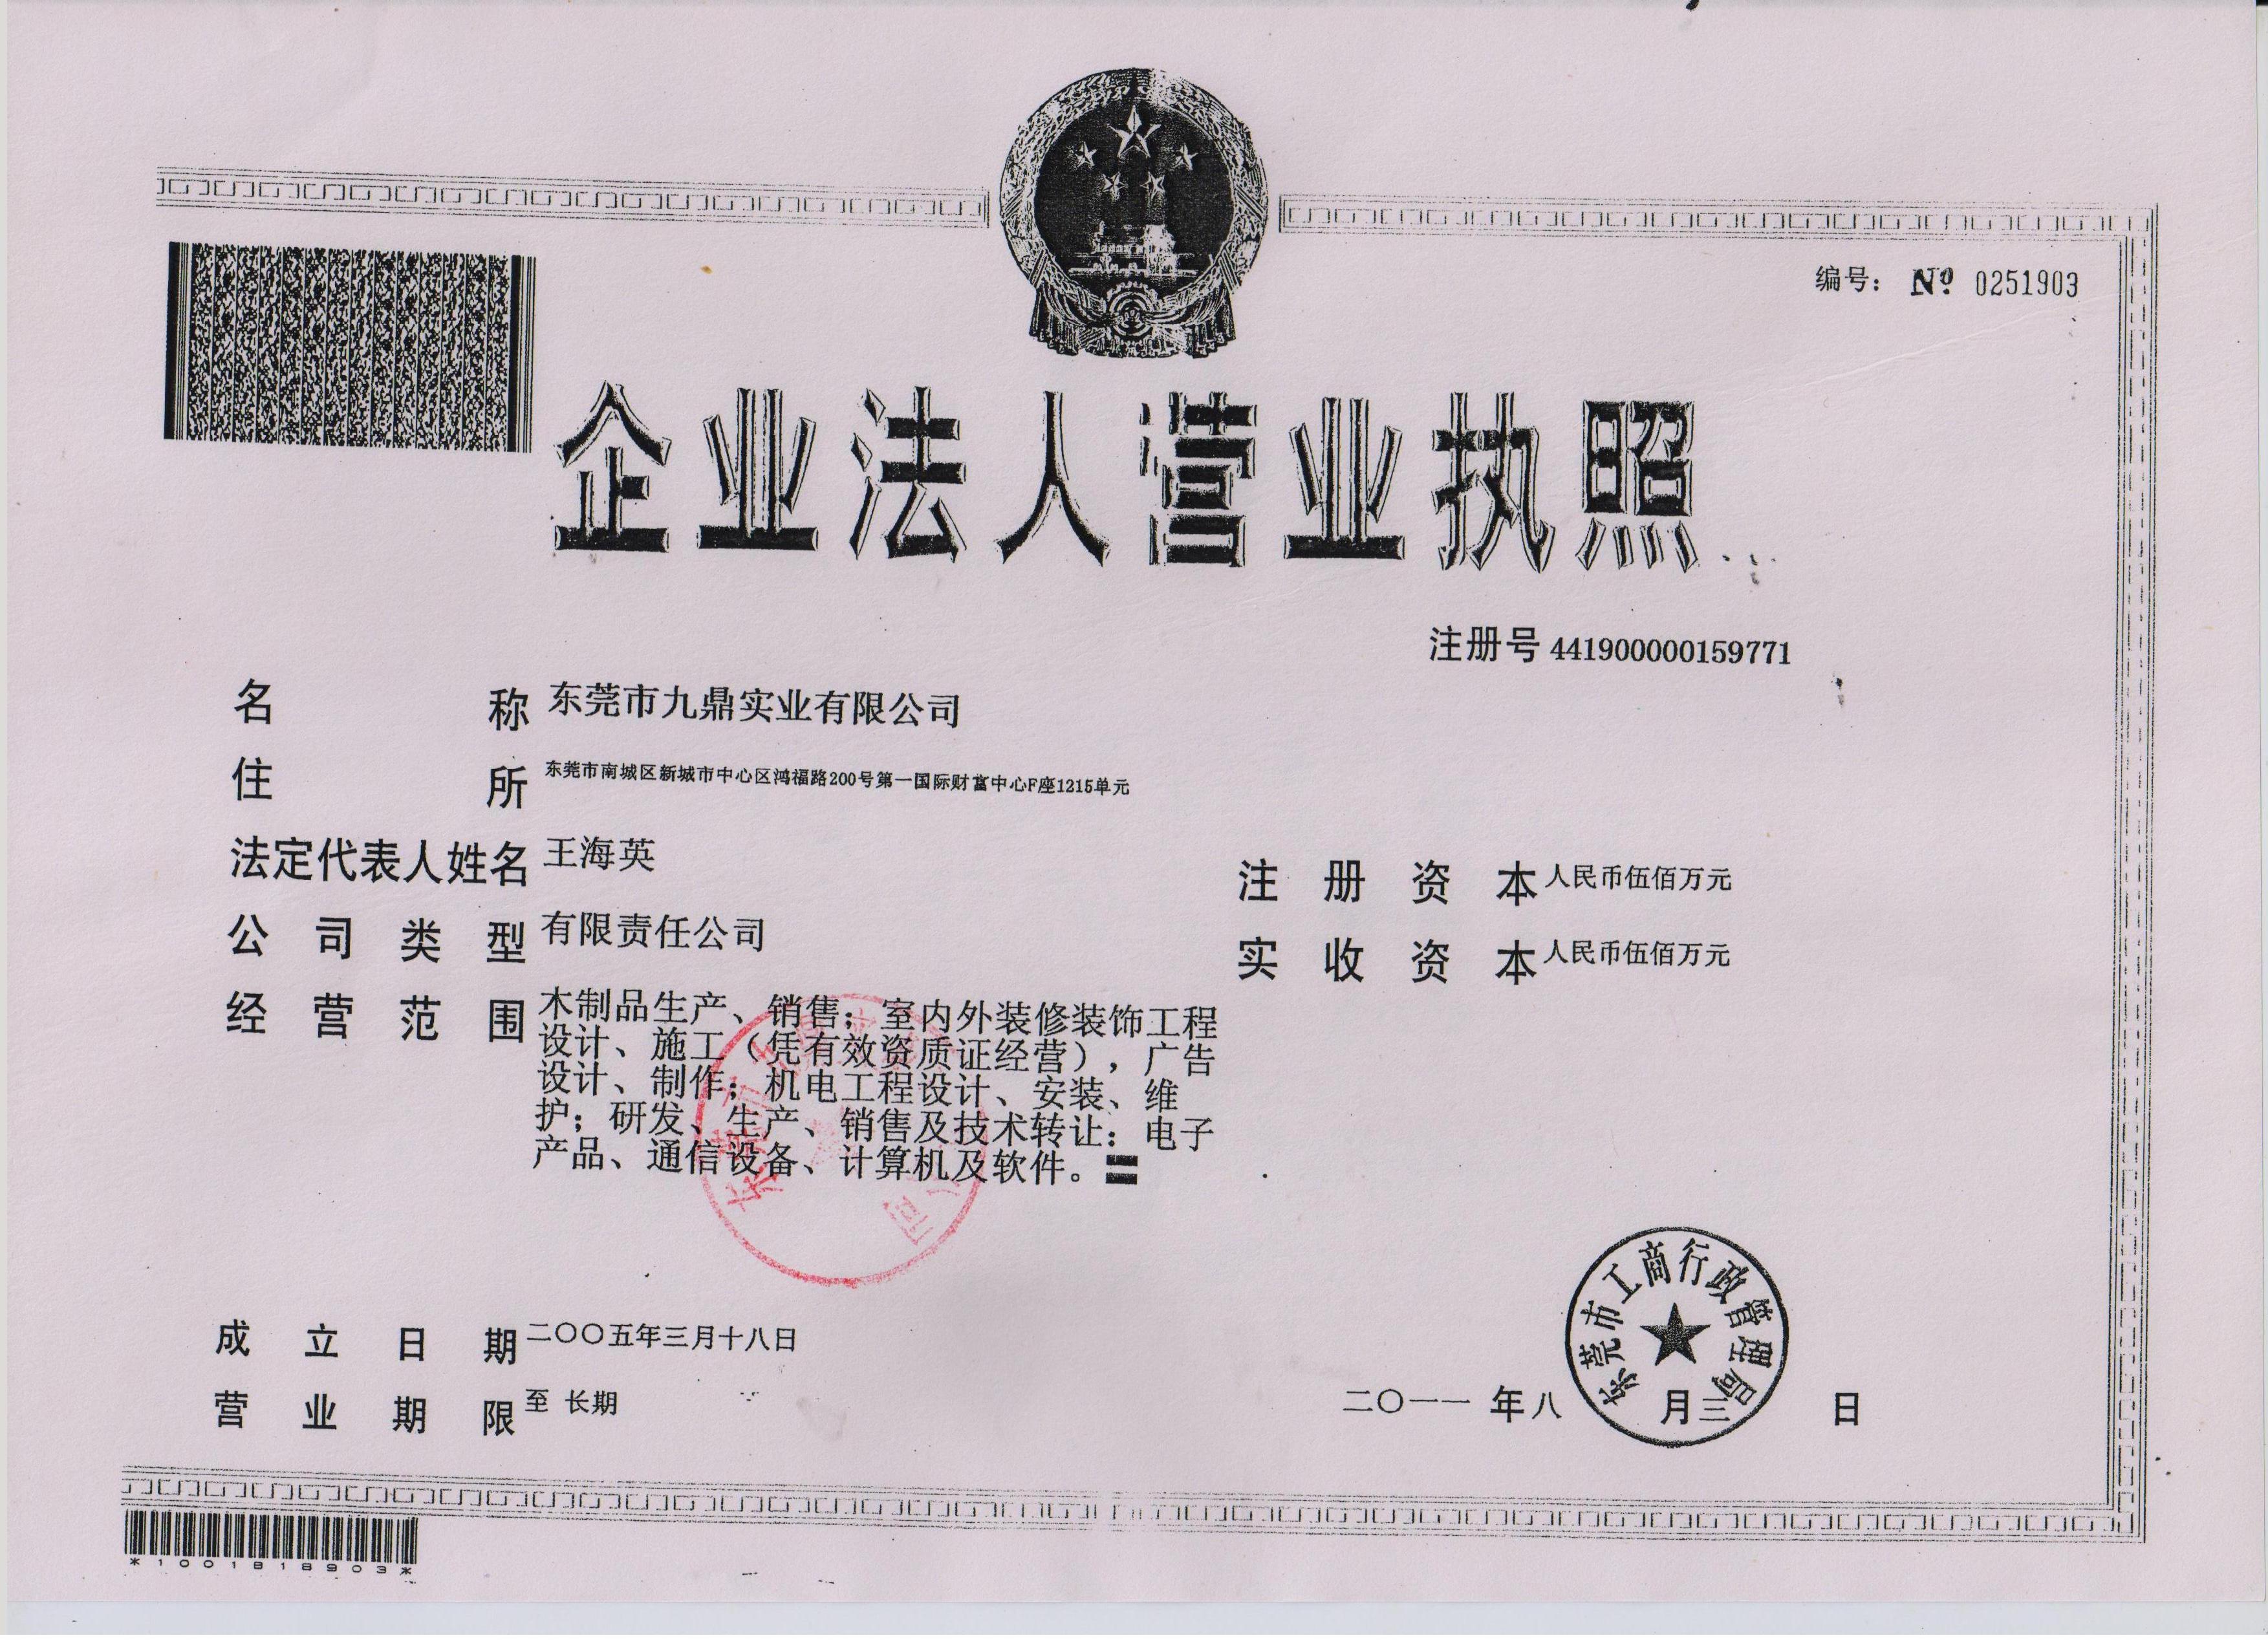 编号： Nº 0251903
企业法人营业执照
注册号 441900000159771
名称 东莞市九鼎实业有限公司
住所 东莞市南城区新城市中心区鸿福路200号第一国际财富中心F座1215单元
法定代表人姓名 王海英
注册资本 人民币伍佰万元
公司类型 有限责任公司
实收资本 人民币伍佰万元
经营范围 木制品生产、销售；室内外装修装饰工程
设计、施工（凭有效资质证经营），广告
设计、制作；机电工程设计、安装、维
护；研发、生产、销售及技术转让：电子
产品、通信设备、计算机及软件。
东莞市工商行政管理局
成立日期 二〇〇五年三月十八日
营业期限 至 长期
二〇一一 年八 月三 日
*1001818903*